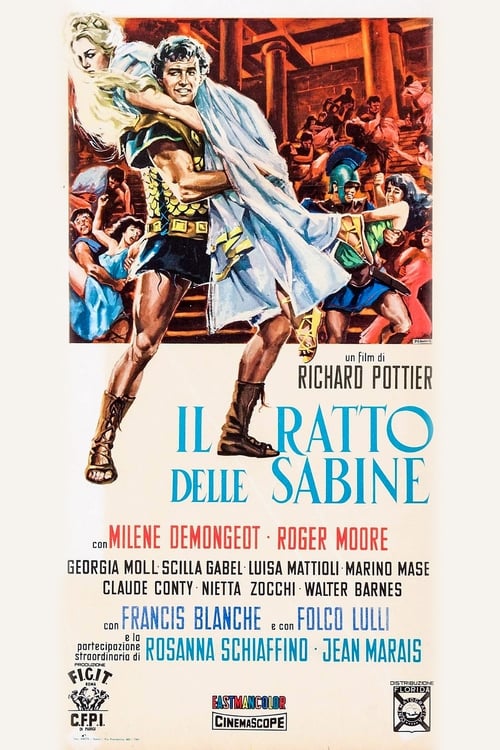 un film di
RICHARD POTTIER
IL RATTO
DELLE SABINE
con MILENE DEMONGEOT · ROGER MOORE
GEORGIA MOLL · SCILLA GABEL · LUISA MATTIOLI · MARINO MASE
CLAUDE CONTY · NIETTA ZOCCHI · WALTER BARNES
con FRANCIS BLANCHE e con FOLCO LULLI
e la
partecipazione
straordinaria di ROSANNA SCHIAFFINO · JEAN MARAIS
PRODUZIONE
F.I.C.I.T.
ROMA
C.F.P.I.
DI PARIGI
EASTMANCOLOR
CINEMASCOPE
DISTRIBUZIONE
FLORIDA